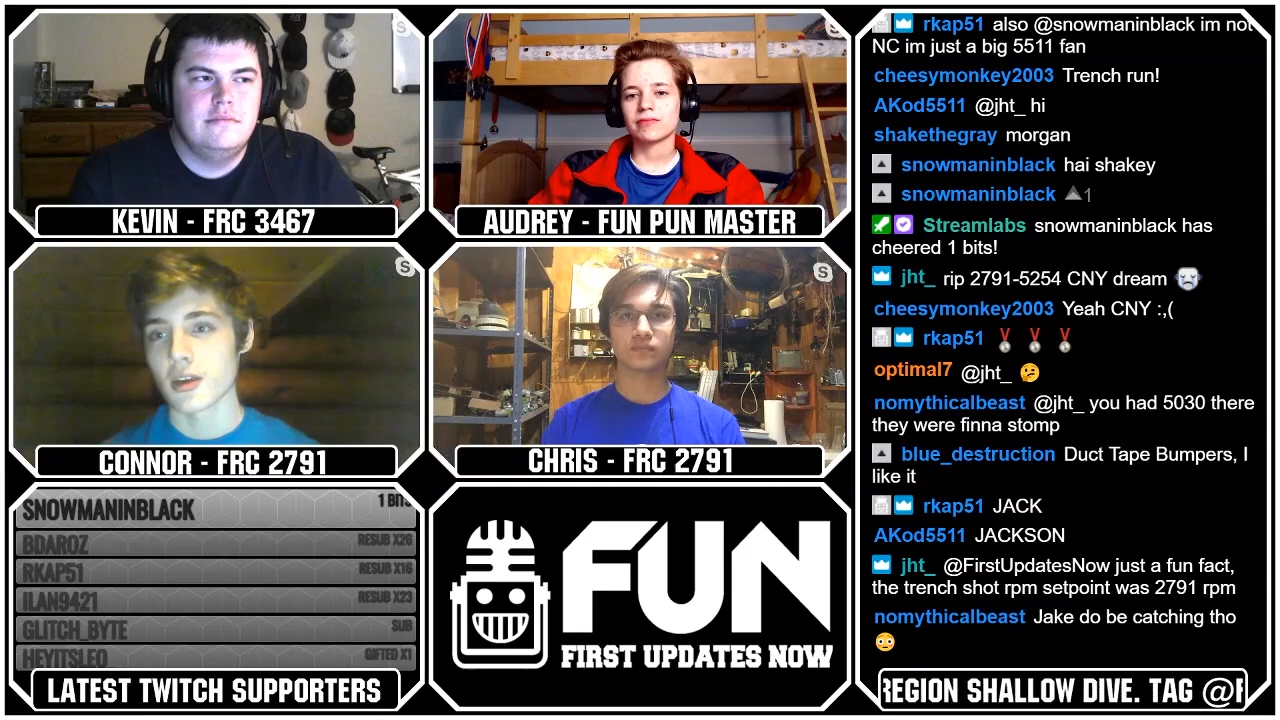 KEVIN - FRC 3467
AUDREY - FUN PUN MASTER
CONNOR - FRC 2791
CHRIS - FRC 2791
SNOWMANINBLACK 1 BITS
BDAROZ RESUB X26
RKAP51 RESUB X16
ILAN9421 RESUB X23
GLITCH_BYTE SUB
HEYITSLEO_ GIFTED X1
LATEST TWITCH SUPPORTERS
FUN
FIRST UPDATES NOW
rkap51 also @snowmaninblack im not
NC im just a big 5511 fan
cheesymonkey2003 Trench run!
AKod5511 @jht_ hi
shakethegray morgan
snowmaninblack hai shakey
snowmaninblack 1
Streamlabs snowmaninblack has
cheered 1 bits!
jht_ rip 2791-5254 CNY dream
cheesymonkey2003 Yeah CNY :,(
rkap51
optimal7 @jht_
nomythicalbeast @jht_ you had 5030 there
they were finna stomp
blue_destruction Duct Tape Bumpers, I
like it
rkap51 JACK
AKod5511 JACKSON
jht_ @FirstUpdatesNow just a fun fact,
the trench shot rpm setpoint was 2791 rpm
nomythicalbeast Jake do be catching tho
REGION SHALLOW DIVE. TAG @F